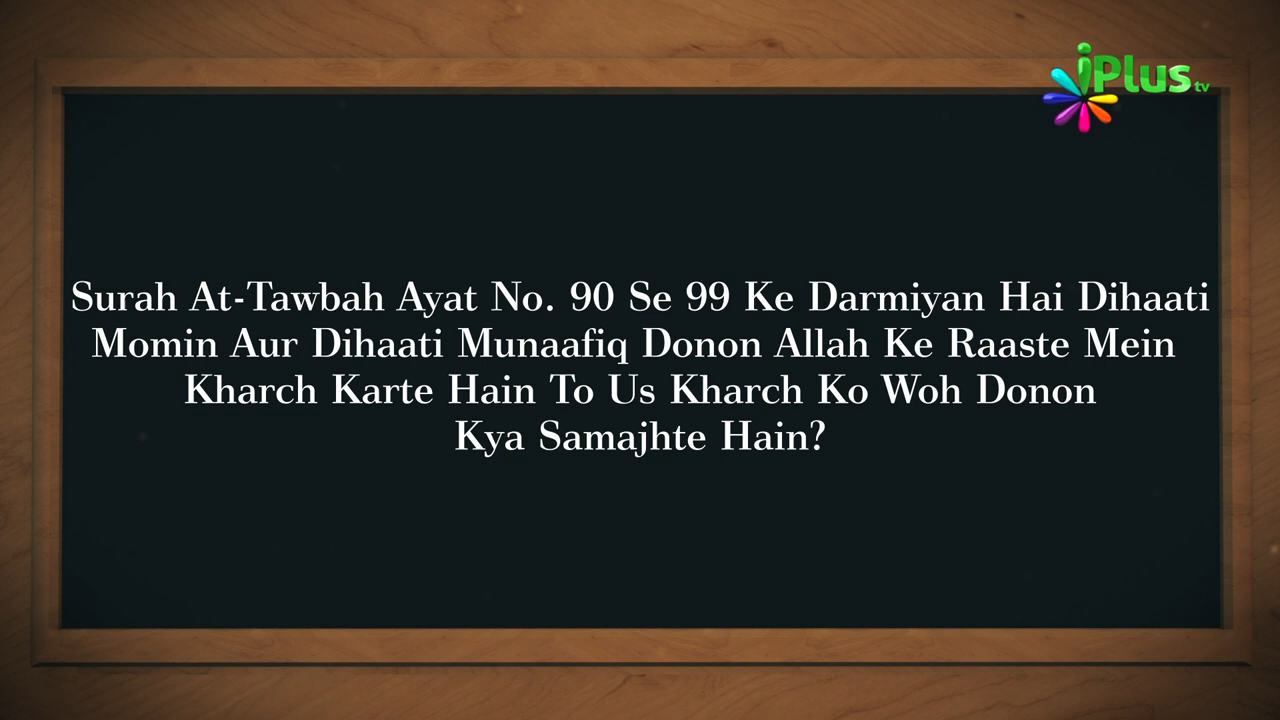 iPlus tv
Surah At-Tawbah Ayat No. 90 Se 99 Ke Darmiyan Hai Dihaati
Momin Aur Dihaati Munaafiq Donon Allah Ke Raaste Mein
Kharch Karte Hain To Us Kharch Ko Woh Donon
Kya Samajhte Hain?